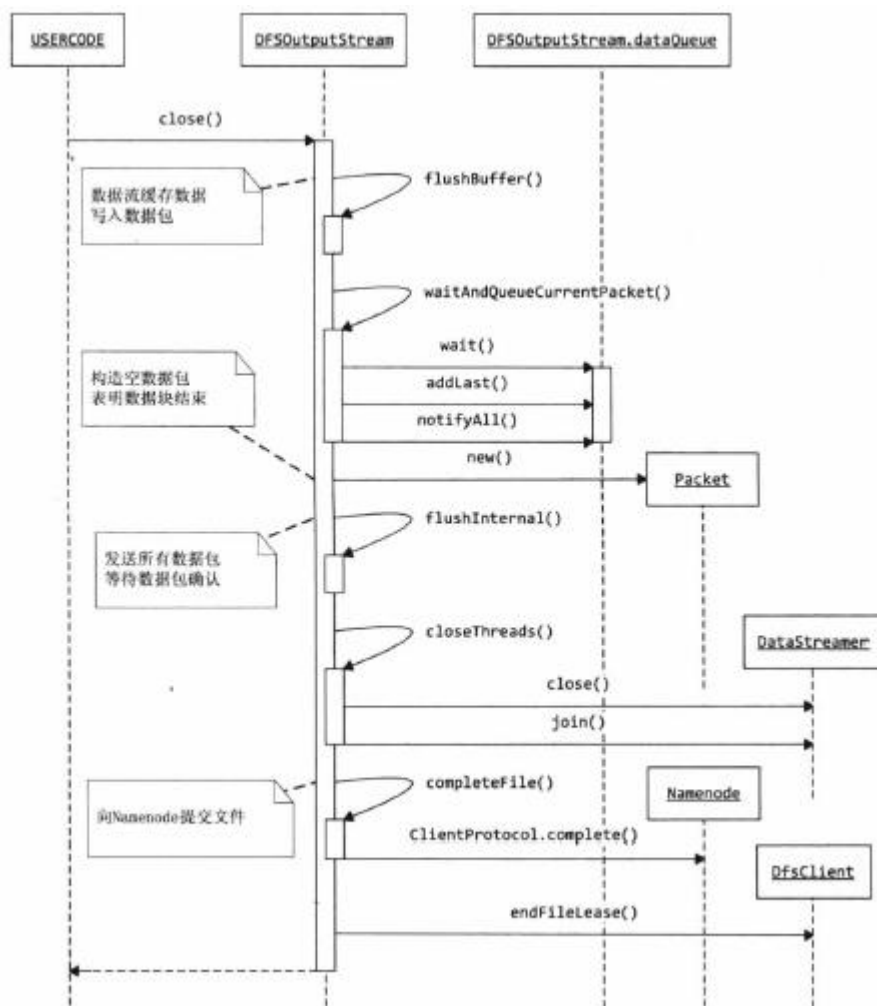 USERCODE
DFSOutputStream
DFSOutputStream.dataQueue
close()
数据流缓存数据
写入数据包
flushBuffer()
waitAndQueueCurrentPacket()
wait()
构造空数据包
表明数据块结束
addLast()
notifyAll()
new()
Packet
flushInternal()
发送所有数据包
等待数据包确认
closeThreads()
DataStreamer
close()
join()
completeFile()
Namenode
向Namenode提交文件
ClientProtocol.complete()
DfsClient
endFileLease()